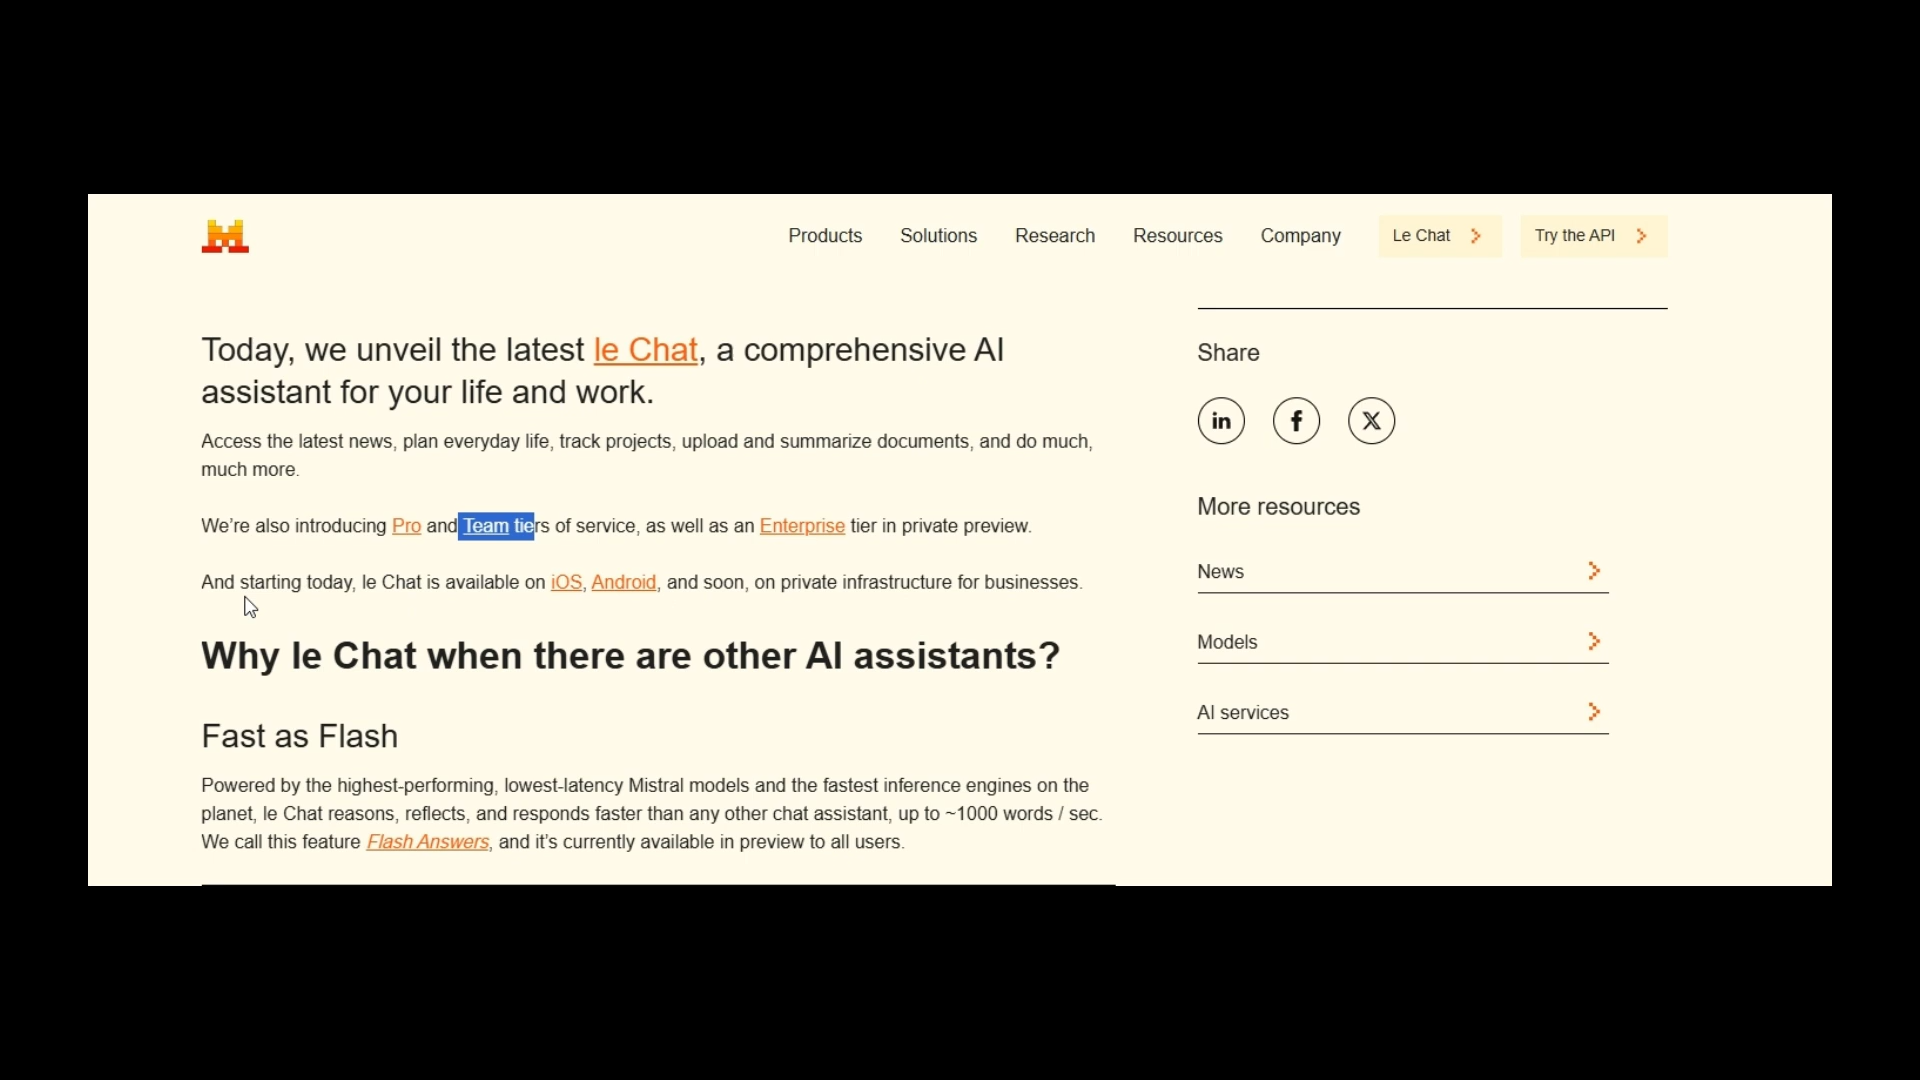 Products Solutions Research Resources Company Le Chat Try the API
Today, we unveil the latest le Chat, a comprehensive AI
assistant for your life and work.
Access the latest news, plan everyday life, track projects, upload and summarize documents, and do much,
much more.
We’re also introducing Pro and Team tiers of service, as well as an Enterprise tier in private preview.
And starting today, le Chat is available on iOS, Android, and soon, on private infrastructure for businesses.
Why le Chat when there are other AI assistants?
Fast as Flash
Powered by the highest-performing, lowest-latency Mistral models and the fastest inference engines on the
planet, le Chat reasons, reflects, and responds faster than any other chat assistant, up to ~1000 words / sec.
We call this feature Flash Answers, and it’s currently available in preview to all users.
Share
More resources
News
Models
AI services